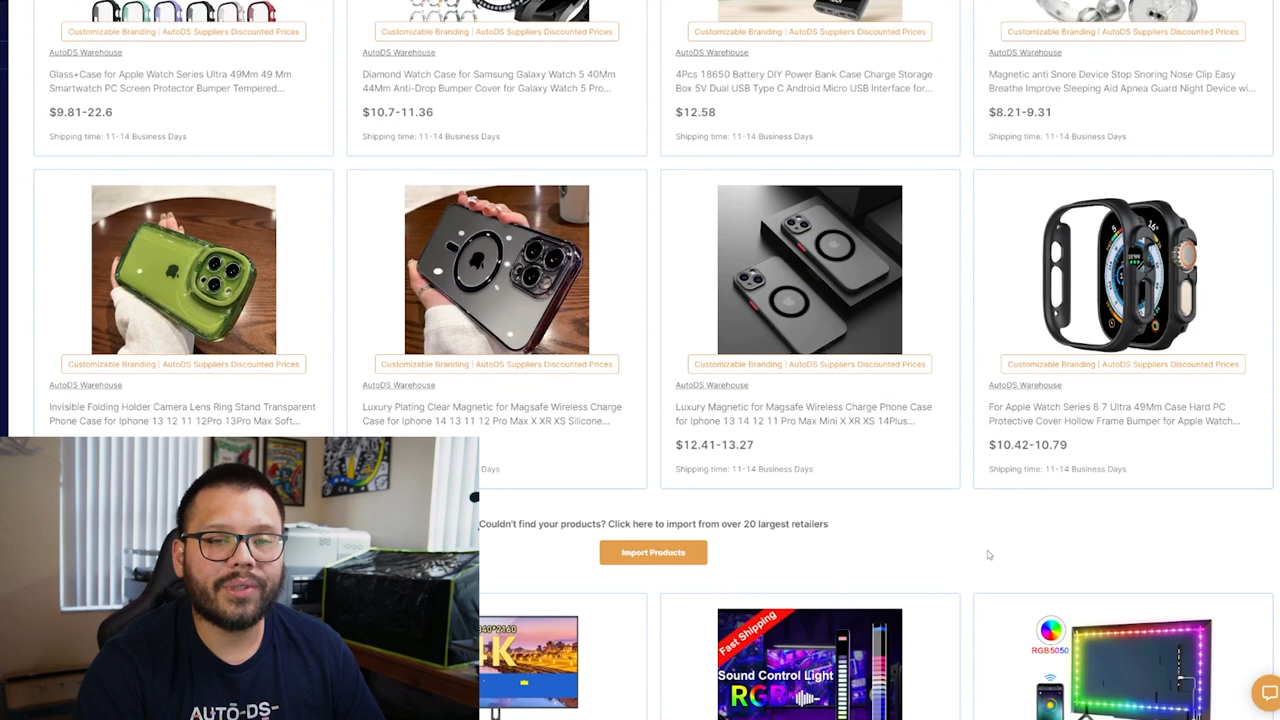 Customizable Branding | AutoDS Suppliers Discounted Prices
Customizable Branding | AutoDS Suppliers Discounted Prices
Customizable Branding | AutoDS Suppliers Discounted Prices
Customizable Branding | AutoDS Suppliers Discounted Prices
AutoDS Warehouse
AutoDS Warehouse
AutoDS Warehouse
AutoDS Warehouse
Glass+Case for Apple Watch Series Ultra 49Mm 49 Mm
Smartwatch PC Screen Protector Bumper Tempered...
Diamond Watch Case for Samsung Galaxy Watch 5 40Mm
44Mm Anti-Drop Bumper Cover for Galaxy Watch 5 Pro...
4Pcs 18650 Battery DIY Power Bank Case Charge Storage
Box 5V Dual USB Type C Android Micro USB Interface for...
Magnetic anti Snore Device Stop Snoring Nose Clip Easy
Breathe Improve Sleeping Aid Apnea Guard Night Device wi...
$9.81-22.6
$10.7-11.36
$12.58
$8.21-9.31
Shipping time: 11-14 Business Days
Shipping time: 11-14 Business Days
Shipping time: 11-14 Business Days
Shipping time: 11-14 Business Days
Customizable Branding | AutoDS Suppliers Discounted Prices
Customizable Branding | AutoDS Suppliers Discounted Prices
Customizable Branding | AutoDS Suppliers Discounted Prices
Customizable Branding | AutoDS Suppliers Discounted Prices
AutoDS Warehouse
AutoDS Warehouse
AutoDS Warehouse
AutoDS Warehouse
Invisible Folding Holder Camera Lens Ring Stand Transparent
Phone Case for Iphone 13 12 11 12Pro 13Pro Max Soft...
Luxury Plating Clear Magnetic for Magsafe Wireless Charge
Case for Iphone 14 13 11 12 Pro Max X XR XS Silicone...
Luxury Magnetic for Magsafe Wireless Charge Phone Case
for Iphone 13 14 12 11 Pro Max Mini X XR XS 14Plus...
For Apple Watch Series 8 7 Ultra 49Mm Case Hard PC
Protective Cover Hollow Frame Bumper for Apple Watch...
$12.41-13.27
$10.42-10.79
Days
Shipping time: 11-14 Business Days
Shipping time: 11-14 Business Days
Couldn't find your products? Click here to import from over 20 largest retailers
Import Products
4K
Fast Shipping
Sound Control Light
RGB
RGB5050
AUTO-DS-